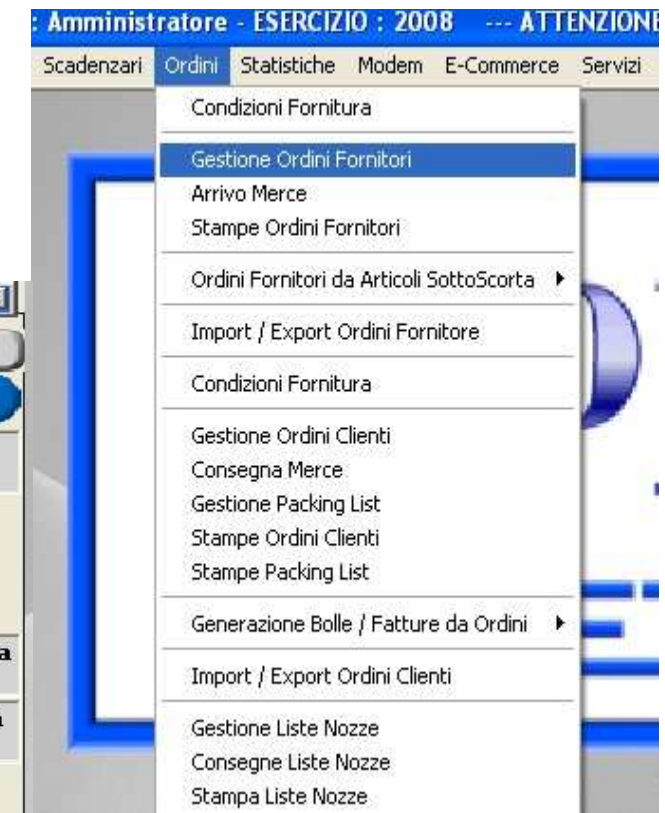 : Amministratore - ESERCIZIO : 2008 --- ATTENZIONE
Scadenzari Ordini Statistiche Modem E-Commerce Servizi
Condizioni Fornitura
Gestione Ordini Fornitori
Arrivo Merce
Stampe Ordini Fornitori
Ordini Fornitori da Articoli SottoScorta
Import / Export Ordini Fornitore
Condizioni Fornitura
Gestione Ordini Clienti
Consegna Merce
Gestione Packing List
Stampe Ordini Clienti
Stampe Packing List
Generazione Bolle / Fatture da Ordini
Import / Export Ordini Clienti
Gestione Liste Nozze
Consegne Liste Nozze
Stampa Liste Nozze